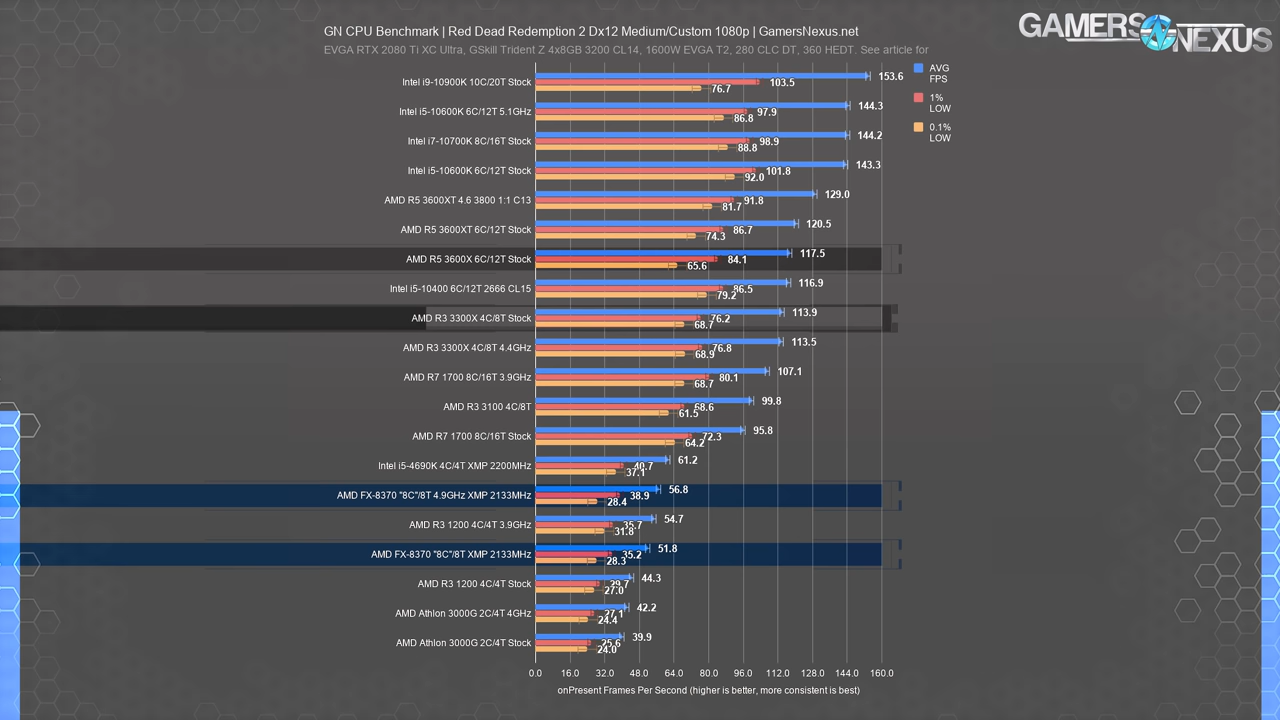 GN CPU Benchmark | Red Dead Redemption 2 Dx12 Medium/Custom 1080p | GamersNexus.net
EVGA RTX 2080 Ti XC Ultra, GSkill Trident Z 4x8GB 3200 CL14, 1600W EVGA T2, 280 CLC DT, 360 HEDT. See article for
GAMERS NEXUS
AVG FPS
1% LOW
0.1% LOW
Intel i9-10900K 10C/20T Stock 153.6 103.5 76.7
Intel i5-10600K 6C/12T 5.1GHz 144.3 97.9 86.8
Intel i7-10700K 8C/16T Stock 144.2 98.9 88.8
Intel i5-10600K 6C/12T Stock 143.3 101.8 92.0
AMD R5 3600XT 4.6 3800 1:1 C13 129.0 91.8 81.7
AMD R5 3600XT 6C/12T Stock 120.5 86.7 74.3
AMD R5 3600X 6C/12T Stock 117.5 84.1 65.6
Intel i5-10400 6C/12T 2666 CL15 116.9 86.5 79.2
AMD R3 3300X 4C/8T Stock 113.9 76.2 68.7
AMD R3 3300X 4C/8T 4.4GHz 113.5 76.8 68.9
AMD R7 1700 8C/16T 3.9GHz 107.1 80.1 68.7
AMD R3 3100 4C/8T 99.8 68.6 61.5
AMD R7 1700 8C/16T Stock 95.8 72.3 64.2
Intel i5-4690K 4C/4T XMP 2200MHz 61.2 40.7 37.1
AMD FX-8370 "8C"/8T 4.9GHz XMP 2133MHz 56.8 38.9 28.4
AMD R3 1200 4C/4T 3.9GHz 54.7 35.7 31.8
AMD FX-8370 "8C"/8T XMP 2133MHz 51.8 35.2 28.3
AMD R3 1200 4C/4T Stock 44.3 29.7 27.0
AMD Athlon 3000G 2C/4T 4GHz 42.2 27.1 24.4
AMD Athlon 3000G 2C/4T Stock 39.9 25.6 24.0
0.0 16.0 32.0 48.0 64.0 80.0 96.0 112.0 128.0 144.0 160.0
onPresent Frames Per Second (higher is better, more consistent is best)